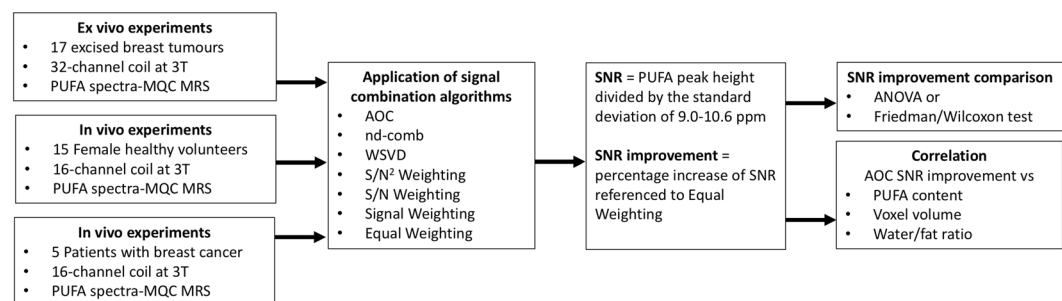 Ex vivo experiments
• 17 excised breast tumours
• 32-channel coil at 3T
• PUFA spectra-MQC MRS
In vivo experiments
• 15 Female healthy volunteers
• 16-channel coil at 3T
• PUFA spectra-MQC MRS
In vivo experiments
• 5 Patients with breast cancer
• 16-channel coil at 3T
• PUFA spectra-MQC MRS
Application of signal
combination algorithms
• AOC
• nd-comb
• WSVD
• S/N² Weighting
• S/N Weighting
• Signal Weighting
• Equal Weighting
SNR = PUFA peak height
divided by the standard
deviation of 9.0-10.6 ppm
SNR improvement =
percentage increase of SNR
referenced to Equal
Weighting
SNR improvement comparison
• ANOVA or
• Friedman/Wilcoxon test
Correlation
AOC SNR improvement vs
• PUFA content
• Voxel volume
• Water/fat ratio